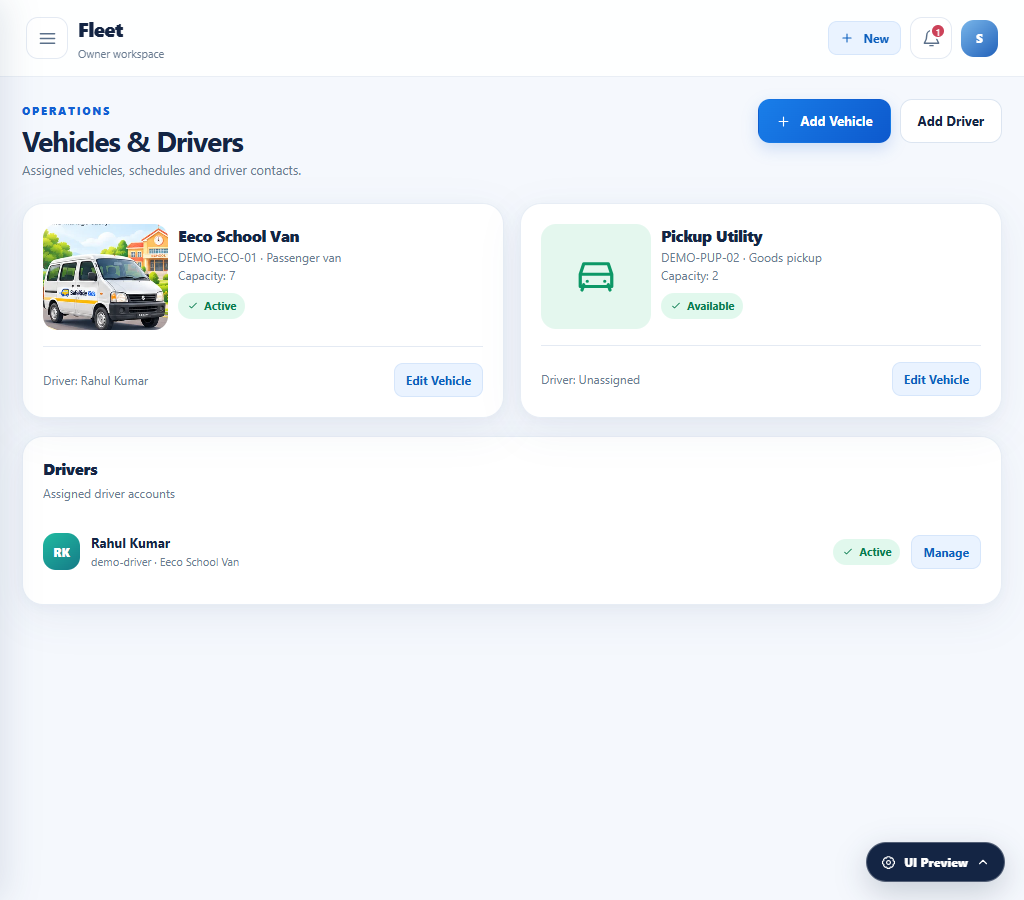 Fleet
Owner workspace
New
1
S
OPERATIONS
Vehicles & Drivers
Assigned vehicles, schedules and driver contacts.
Add Vehicle
Add Driver
Eeco School Van
DEMO-ECO-01 · Passenger van
Capacity: 7
Active
Driver: Rahul Kumar
Edit Vehicle
Pickup Utility
DEMO-PUP-02 · Goods pickup
Capacity: 2
Available
Driver: Unassigned
Edit Vehicle
Drivers
Assigned driver accounts
RK
Rahul Kumar
demo-driver · Eeco School Van
Active
Manage
UI Preview